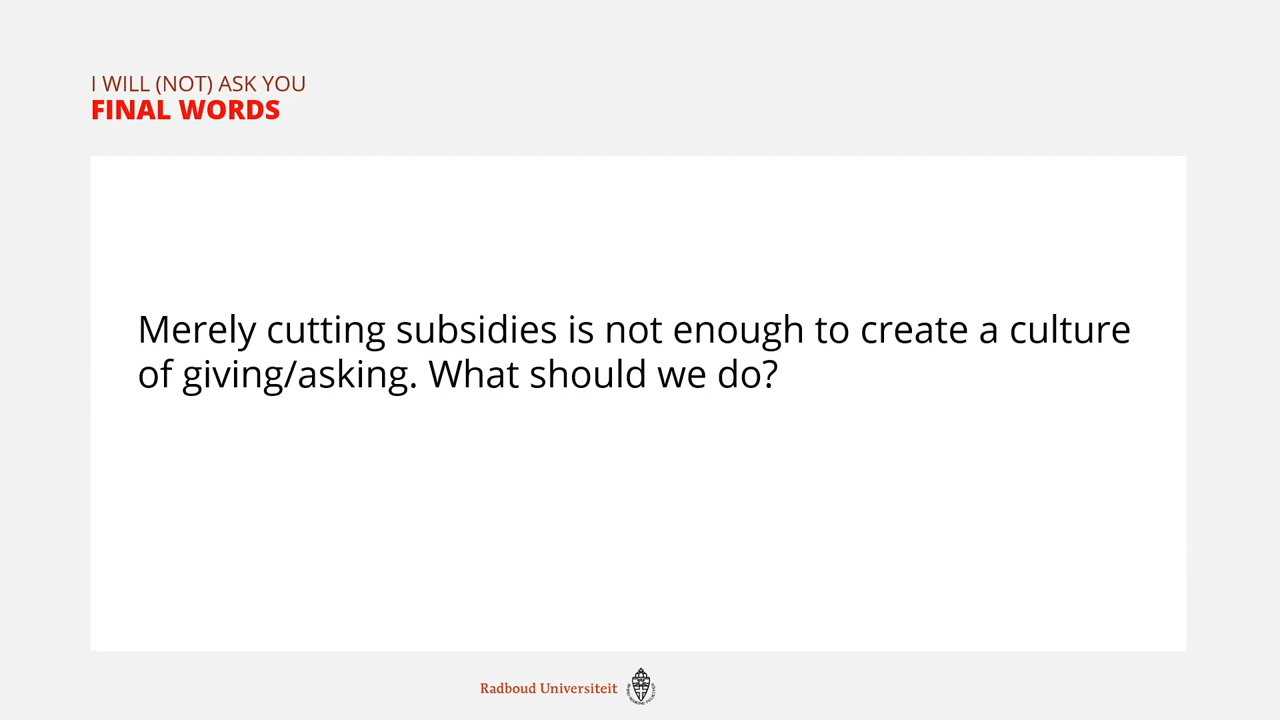 I WILL (NOT) ASK YOU
FINAL WORDS
Merely cutting subsidies is not enough to create a culture
of giving/asking. What should we do?
Radboud Universiteit